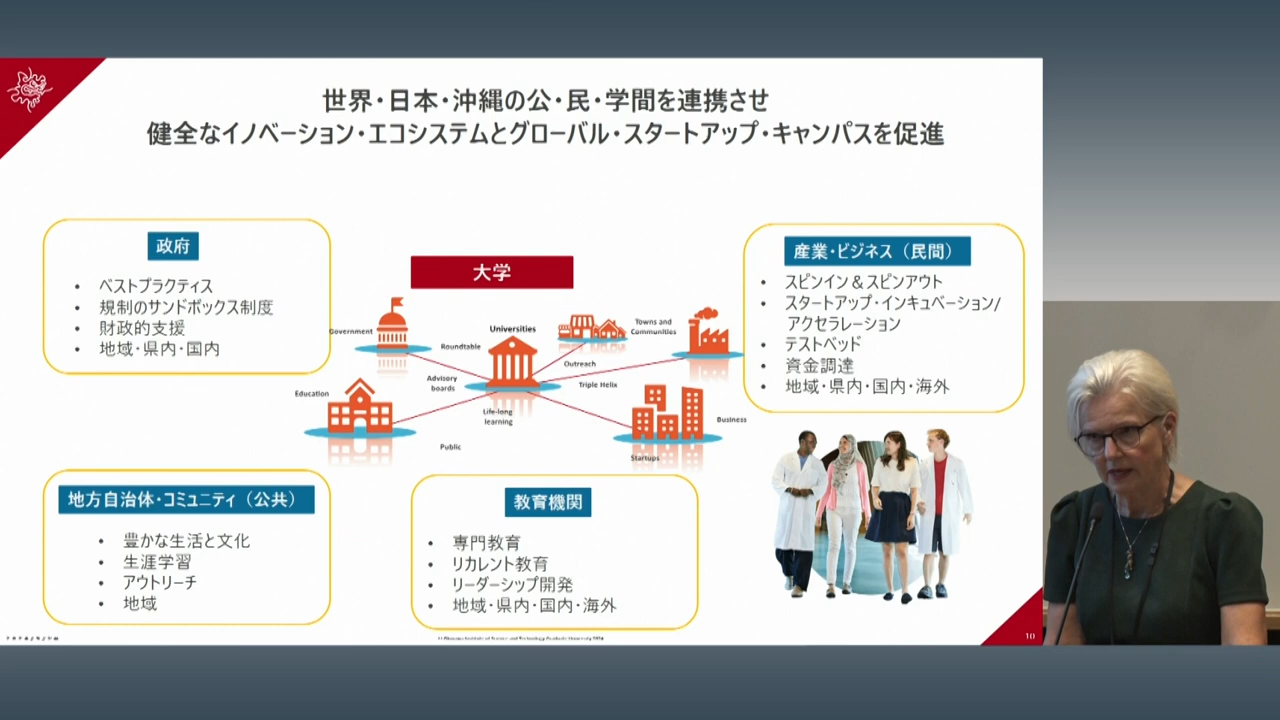 世界・日本・沖縄の公・民・学間を連携させ
健全なイノベーション・エコシステムとグローバル・スタートアップ・キャンパスを促進
政府
• ベストプラクティス
• 規制のサンドボックス制度
• 財政的支援
• 地域・県内・国内
大学
Government
Roundtable
Universities
Towns and
Communities
Outreach
Advisory
boards
Triple Helix
Education
Life-long
learning
Business
Public
Startups
産業・ビジネス（民間）
• スピンイン＆スピンアウト
• スタートアップ・インキュベーション/
アクセラレーション
• テストベッド
• 資金調達
• 地域・県内・国内・海外
地方自治体・コミュニティ（公共）
• 豊かな生活と文化
• 生涯学習
• アウトリーチ
• 地域
教育機関
• 専門教育
• リカレント教育
• リーダーシップ開発
• 地域・県内・国内・海外
10